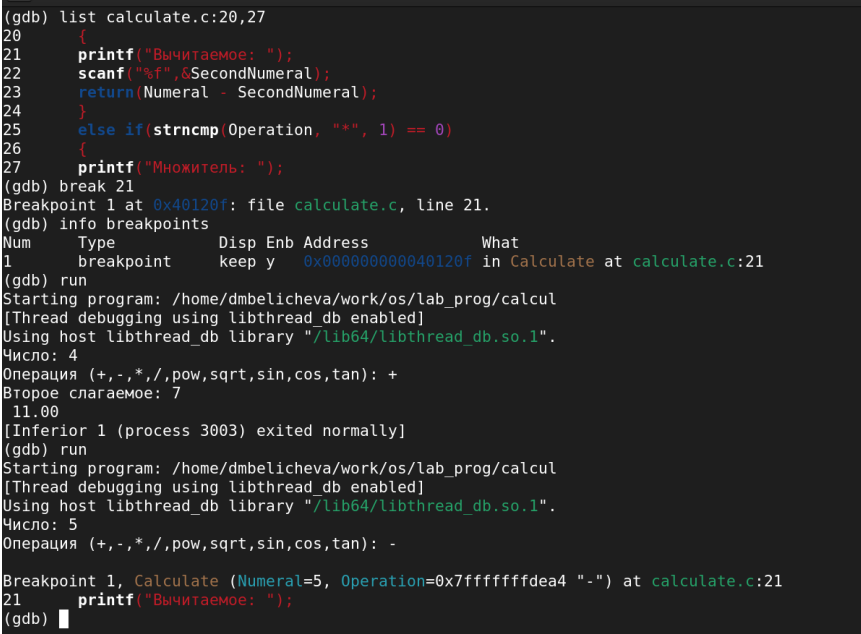 (gdb) list calculate.c:20,27
20 {
21 printf("Вычитаемое: ");
22 scanf("%f",&SecondNumeral);
23 return(Numeral - SecondNumeral);
24 }
25 else if(strncmp(Operation, "*", 1) == 0)
26 {
27 printf("Множитель: ");
(gdb) break 21
Breakpoint 1 at 0x40120f: file calculate.c, line 21.
(gdb) info breakpoints
Num Type Disp Enb Address What
1 breakpoint keep y 0x000000000040120f in Calculate at calculate.c:21
(gdb) run
Starting program: /home/dmbelicheva/work/os/lab_prog/calcul
[Thread debugging using libthread_db enabled]
Using host libthread_db library "/lib64/libthread_db.so.1".
Число: 4
Операция (+,-,*,/,pow,sqrt,sin,cos,tan): +
Второе слагаемое: 7
 11.00
[Inferior 1 (process 3003) exited normally]
(gdb) run
Starting program: /home/dmbelicheva/work/os/lab_prog/calcul
[Thread debugging using libthread_db enabled]
Using host libthread_db library "/lib64/libthread_db.so.1".
Число: 5
Операция (+,-,*,/,pow,sqrt,sin,cos,tan): -
Breakpoint 1, Calculate (Numeral=5, Operation=0x7fffffffdea4 "-") at calculate.c:21
21 printf("Вычитаемое: ");
(gdb)